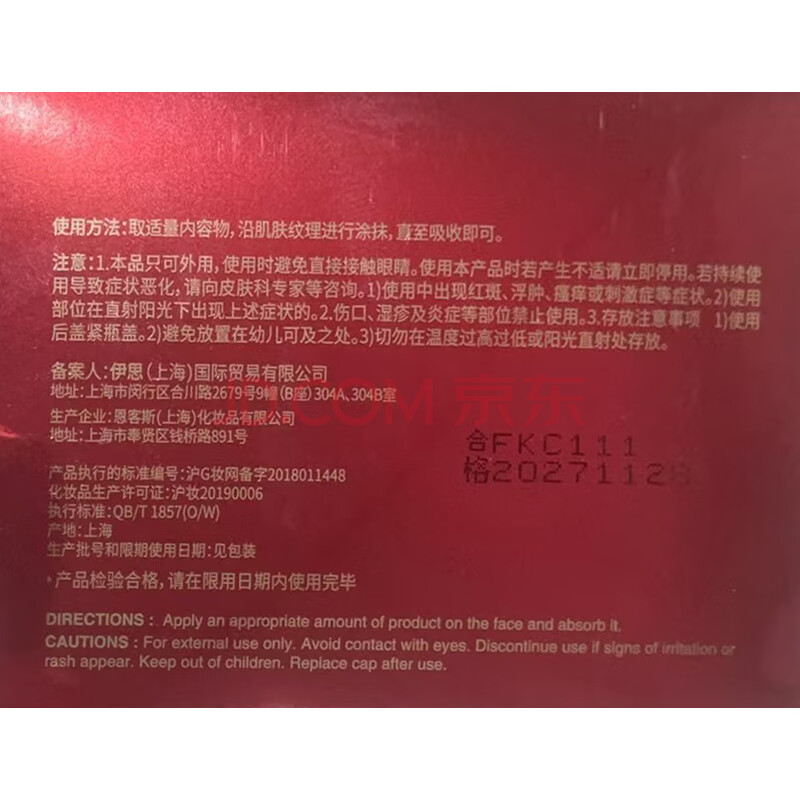 使用方法:取适量内容物,沿肌肤纹理进行涂抹,直至吸收即可。
注意:1.本品只可外用,使用时避免直接接触眼睛。使用本产品时若产生不适请立即停用。若持续使
用导致症状恶化,请向皮肤科专家等咨询。1)使用中出现红斑、浮肿、瘙痒或刺激症等症状。2)使用
部位在直射阳光下出现上述症状的。2.伤口、湿疹及炎症等部位禁止使用。3.存放注意事项 1)使用
后盖紧瓶盖。2)避免放置在幼儿可及之处。3)切勿在温度过高过低或阳光直射处存放。
备案人:伊思(上海)国际贸易有限公司
地址:上海市闵行区合川路2679号9幢(B座)304A、304B室
生产企业:恩客斯(上海)化妆品有限公司
地址:上海市奉贤区钱桥路891号
JD.COM 京东
合FKC111
格20271128
产品执行的标准编号:沪G妆网备字2018011448
化妆品生产许可证:沪妆20190006
执行标准:QB/T 1857(O/W)
产地:上海
生产批号和限期使用日期:见包装
·产品检验合格,请在限用日期内使用完毕
DIRECTIONS : Apply an appropriate amount of product on the face and absorb it.
CAUTIONS : For external use only. Avoid contact with eyes. Discontinue use if signs of irritation or
rash appear. Keep out of children. Replace cap after use.